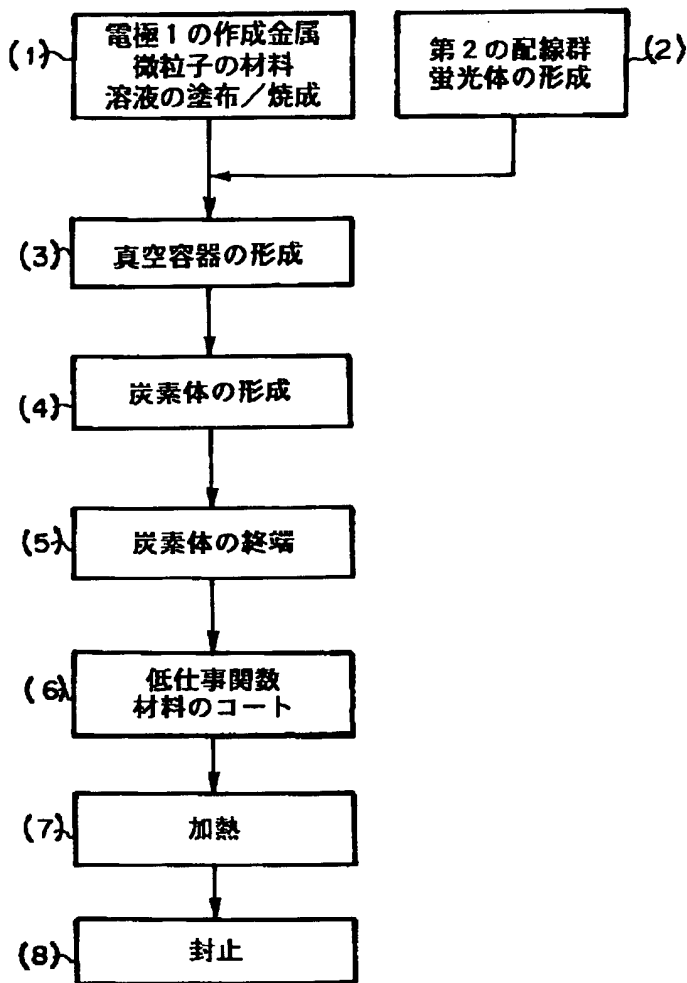 (1)
電極1の作成金属
微粒子の材料
溶液の塗布/焼成
第2の配線群
蛍光体の形成
(2)
(3)
真空容器の形成
(4)
炭素体の形成
(5)
炭素体の終端
(6)
低仕事関数
材料のコート
(7)
加熱
(8)
封止